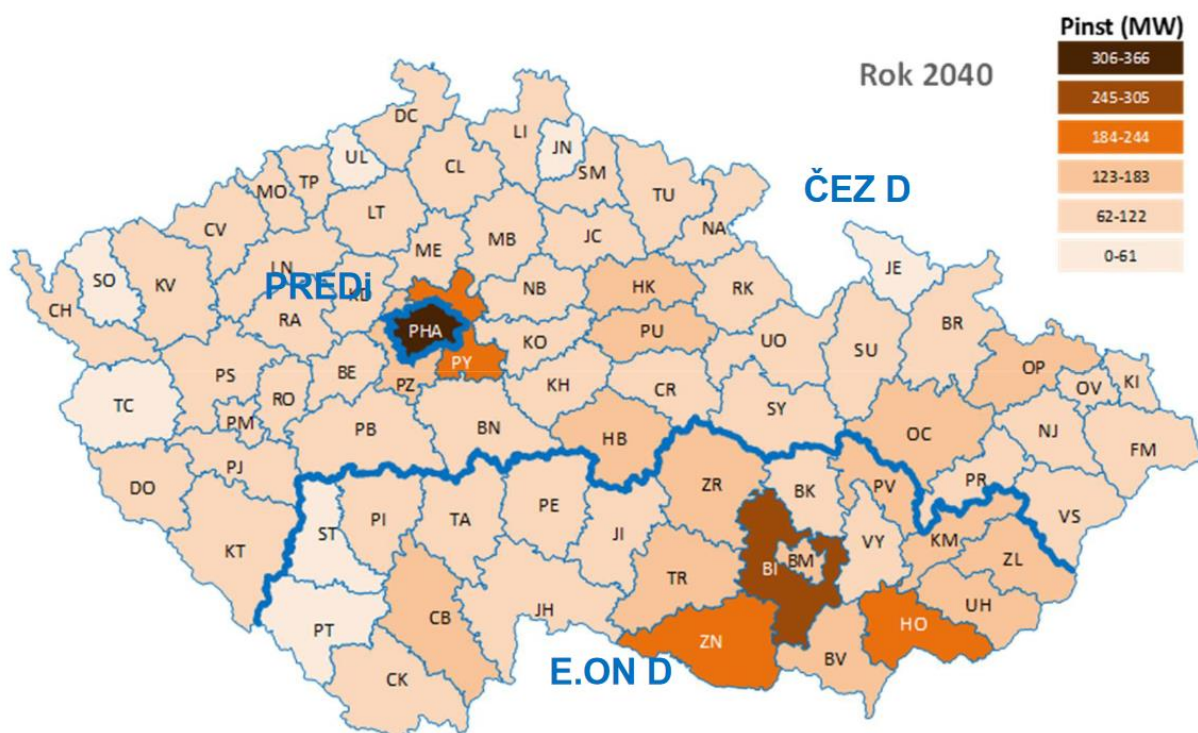 Pinst (MW)
306-366
245-305
184-244
123-183
62-122
0-61
Rok 2040
ČEZ D
PREDi
E.ON D
DC
LI
JN
UL
CL
SM
TP
MO
TU
LT
CV
ME
MB
JC
NA
SO
KV
LN
KD
NB
HK
RK
JE
CH
RA
PHA
PU
BR
KO
UO
SU
PS
BE
PZ
PY
OP
TC
RO
KH
CR
OV
KI
PM
PB
BN
HB
SY
OC
NJ
FM
PJ
DO
ZR
BK
PV
PR
ST
PI
TA
PE
JI
VS
KT
VY
KM
BI
BM
ZL
TR
PT
CB
JH
UH
ZN
HO
BV
CK